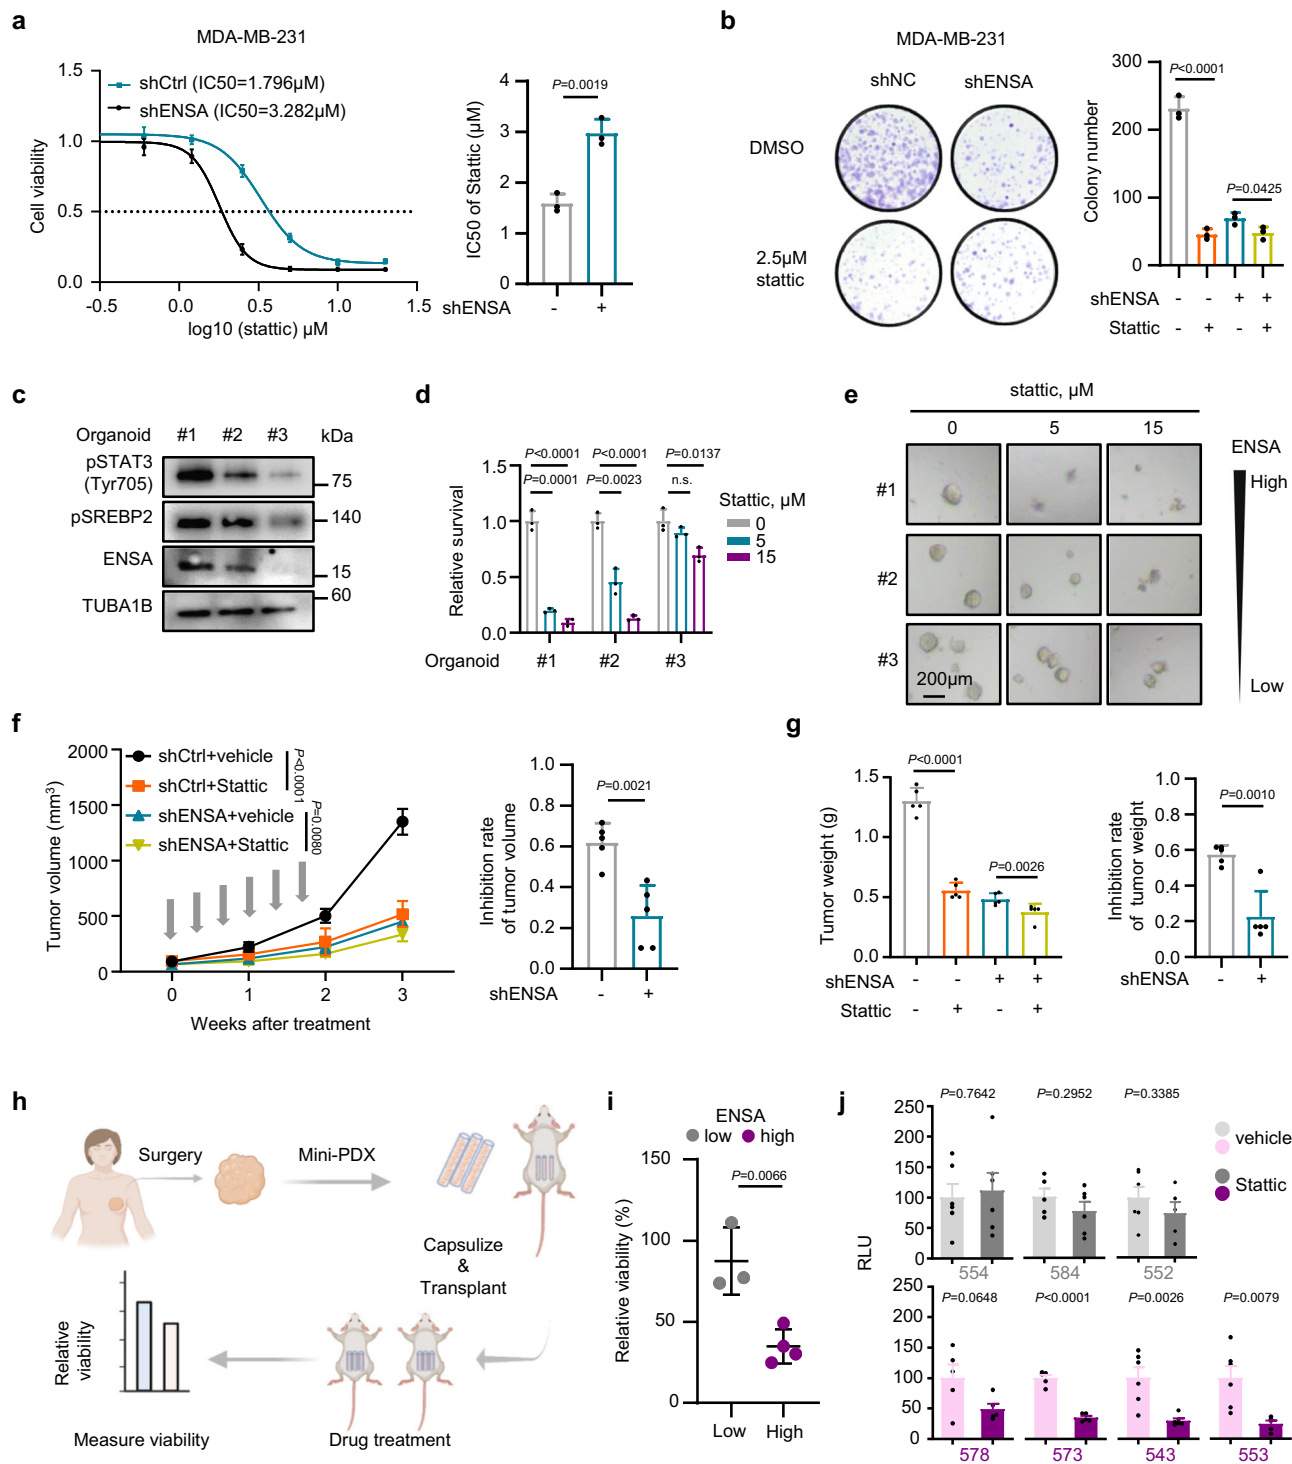 a
MDA-MB-231
1.5
1.0
0.5
0.0
Cell viability
shCtrl (IC50=1.796μM)
shENSA (IC50=3.282μM)
-0.5 0.0 0.5 1.0 1.5
log10 (stattic) μM
IC50 of Stattic (μM)
4
3
2
1
0
P=0.0019
shENSA - +
b
MDA-MB-231
shNC shENSA
DMSO
2.5μM
stattic
Colony number
300
200
100
0
P<0.0001
P=0.0425
shENSA - - + +
Stattic - + - +
c
Organoid #1 #2 #3 kDa
pSTAT3
(Tyr705)
75
pSREBP2
140
ENSA
15
60
TUBA1B
d
Relative survival
1.5
1.0
0.5
0.0
P<0.0001 P<0.0001 P=0.0137
P=0.0001 P=0.0023 n.s.
Stattic, μM
0
5
15
Organoid #1 #2 #3
e
stattic, μM
0 5 15
ENSA
#1
High
#2
#3
200μm
Low
f
Tumor volume (mm3)
2000
1500
1000
500
0
shCtrl+vehicle
shCtrl+Stattic
shENSA+vehicle
shENSA+Stattic
P<0.0001
P=0.0080
0 1 2 3
Weeks after treatment
Inhibition rate
of tumor volume
1.0
0.8
0.6
0.4
0.2
0.0
P=0.0021
shENSA - +
g
Tumor weight (g)
1.5
1.0
0.5
0.0
P<0.0001
P=0.0026
shENSA - - + +
Stattic - + - +
Inhibition rate
of tumor weight
1.0
0.8
0.6
0.4
0.2
0.0
P=0.0010
shENSA - +
h
Surgery
Mini-PDX
Capsulize
&
Transplant
Relative
viability
Measure viability
Drug treatment
i
ENSA
low high
Relative viability (%)
150
100
50
0
P=0.0066
Low High
j
RLU
P=0.7642 P=0.2952 P=0.3385
250
200
150
100
50
0
vehicle
Stattic
554 584 552
250
200
150
100
50
0
P=0.0648 P<0.0001 P=0.0026 P=0.0079
578 573 543 553